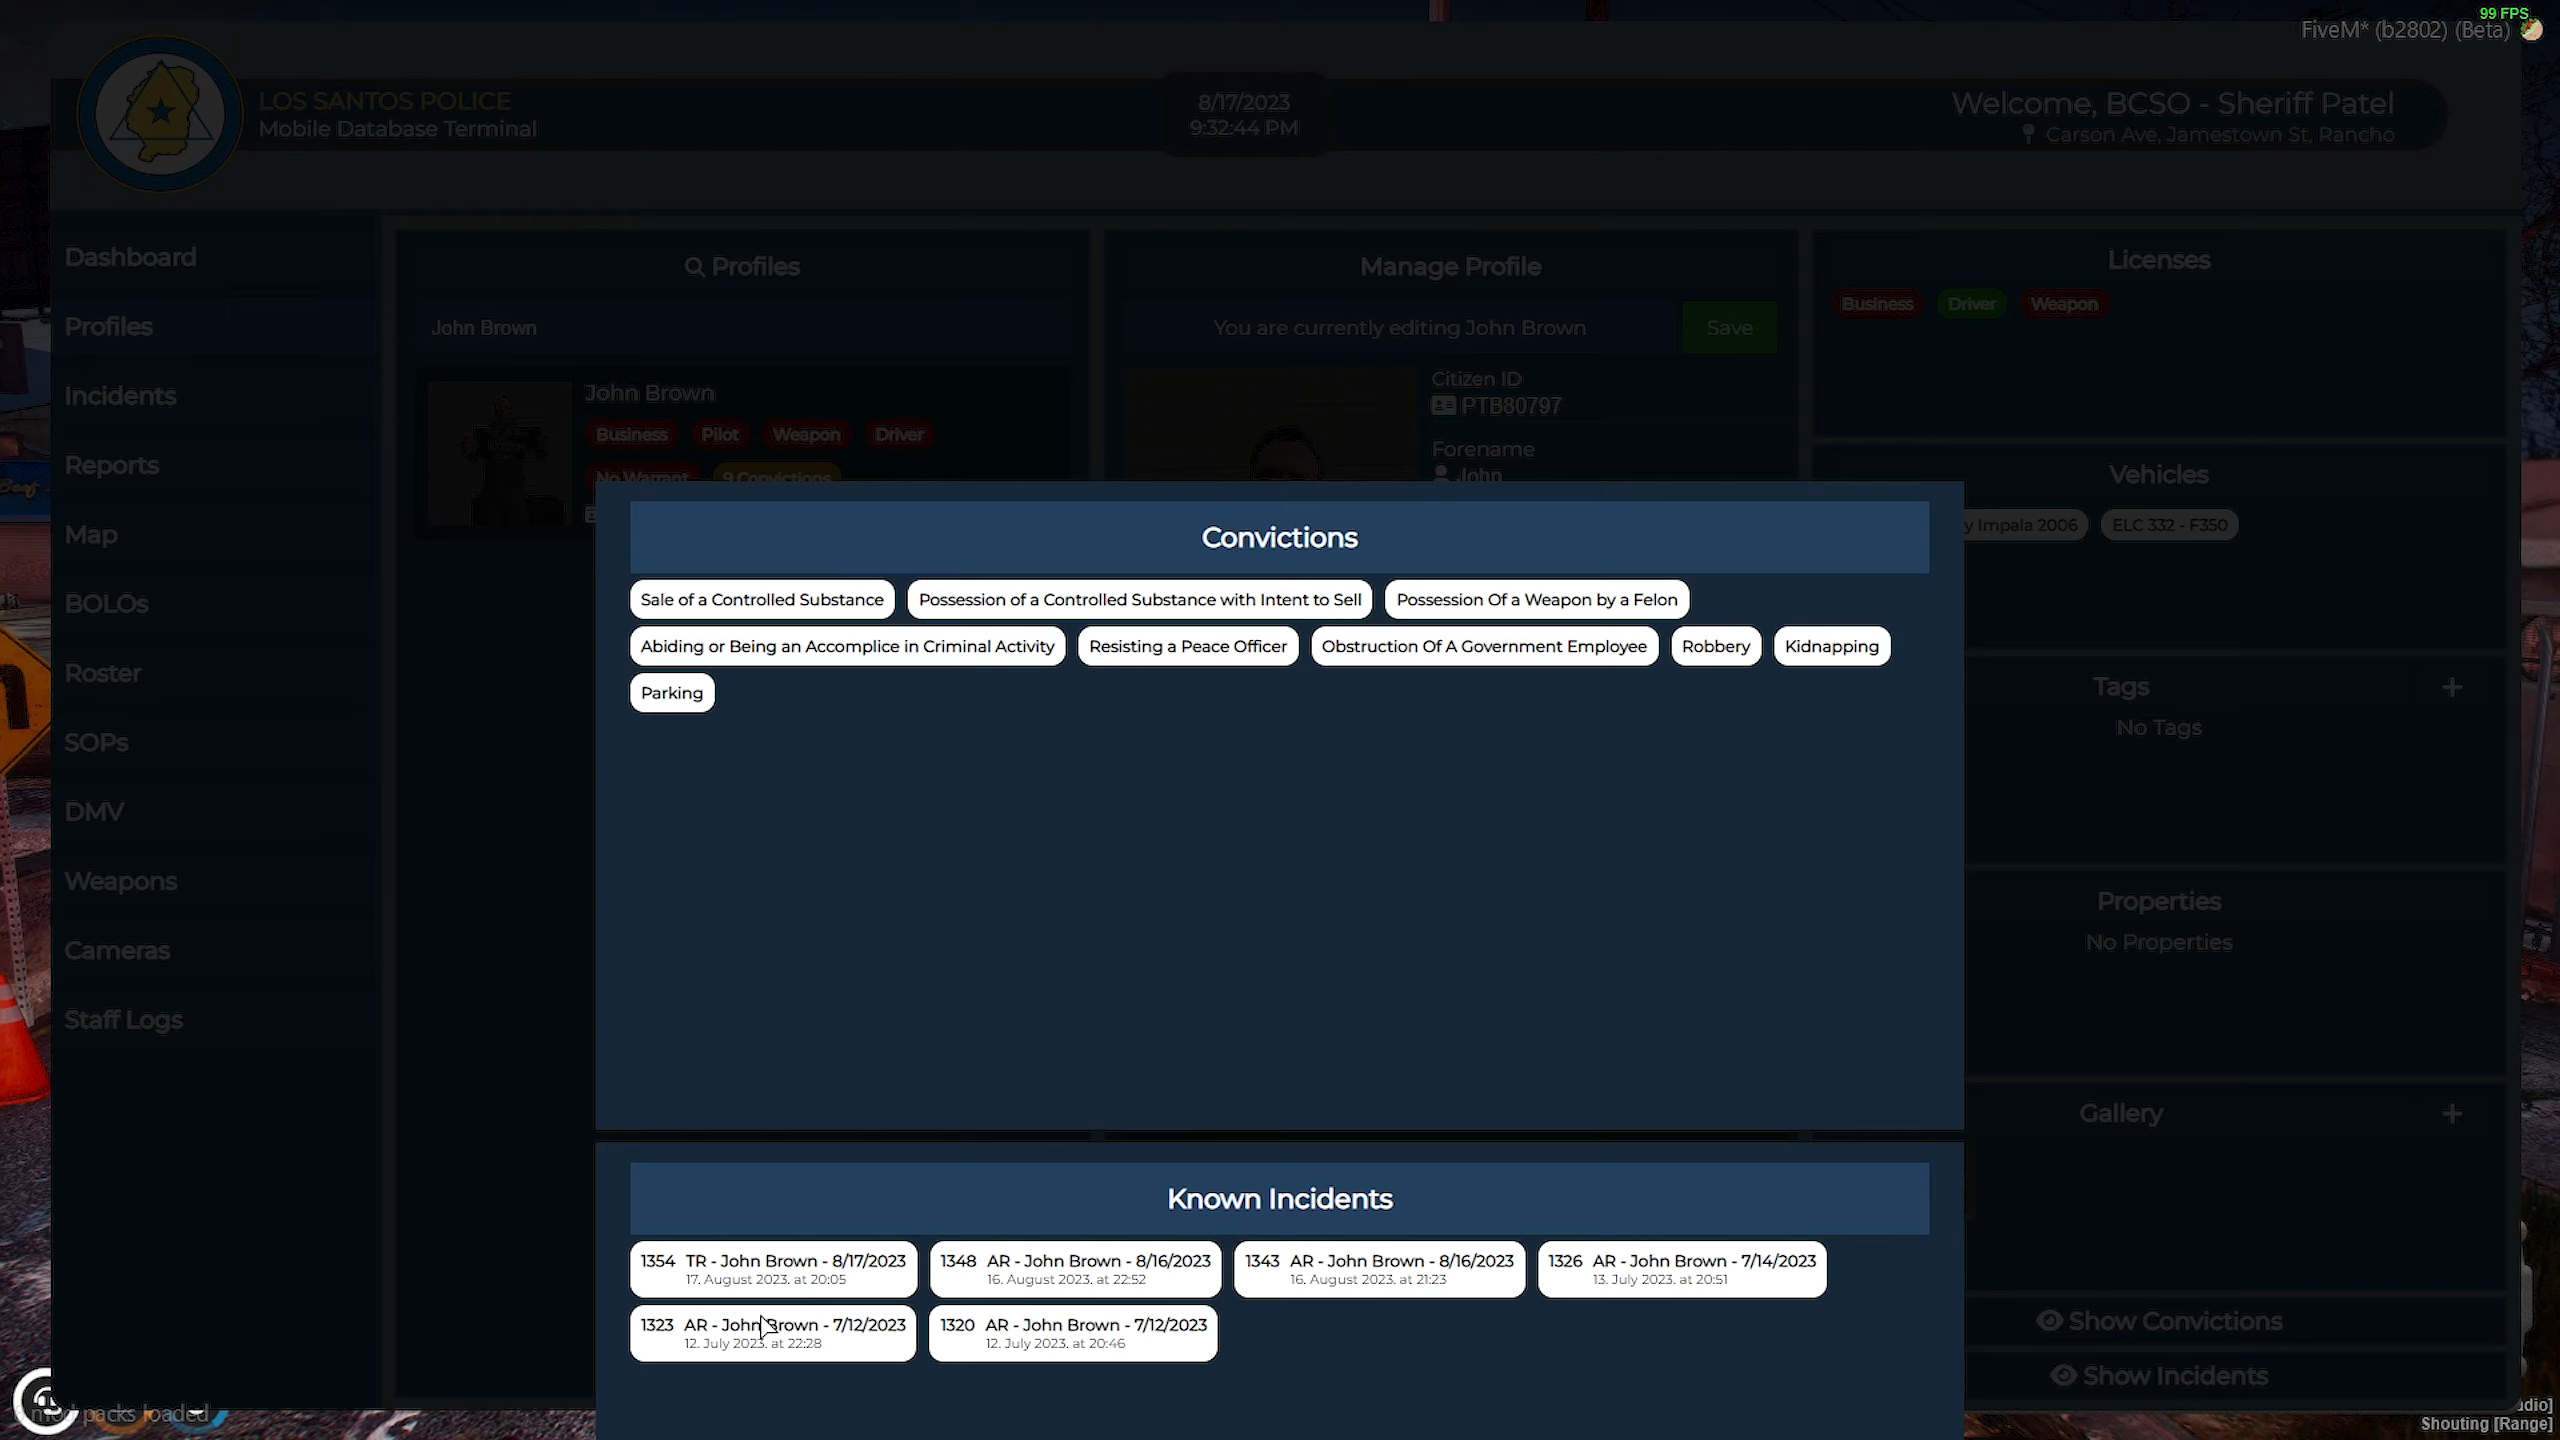 99 FPS
FiveM* (b2802) (Beta)
LOS SANTOS POLICE
Mobile Database Terminal
8/17/2023
9:32:44 PM
Welcome, BCSO - Sheriff Patel
Carson Ave, Jamestown St, Rancho
Dashboard
Profiles
Incidents
Reports
Map
BOLOs
Roster
SOPs
DMV
Weapons
Cameras
Staff Logs
Profiles
John Brown
John Brown
Business Pilot Weapon Driver
No Warrant 9 Convictions
Manage Profile
You are currently editing John Brown Save
Citizen ID
PTB80797
Forename
John
Licenses
Business Driver Weapon
Vehicles
y Impala 2006 ELC 332 - F350
Tags +
No Tags
Properties
No Properties
Gallery +
Show Convictions
Show Incidents
Convictions
Sale of a Controlled Substance Possession of a Controlled Substance with Intent to Sell Possession Of a Weapon by a Felon
Abiding or Being an Accomplice in Criminal Activity Resisting a Peace Officer Obstruction Of A Government Employee Robbery Kidnapping
Parking
Known Incidents
1354 TR - John Brown - 8/17/2023
17. August 2023. at 20:05
1348 AR - John Brown - 8/16/2023
16. August 2023. at 22:52
1343 AR - John Brown - 8/16/2023
16. August 2023. at 21:23
1326 AR - John Brown - 7/14/2023
13. July 2023. at 20:51
1323 AR - John Brown - 7/12/2023
12. July 2023. at 22:28
1320 AR - John Brown - 7/12/2023
12. July 2023. at 20:46
packs loaded
Shouting [Range]